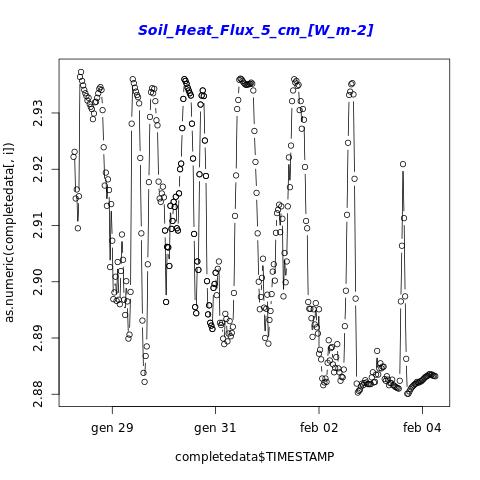 Soil_Heat_Flux_5_cm_[W_m-2]
as.numeric(completedata[, i])
2.93
2.92
2.91
2.90
2.89
2.88
gen 29
gen 31
feb 02
feb 04
completedata$TIMESTAMP